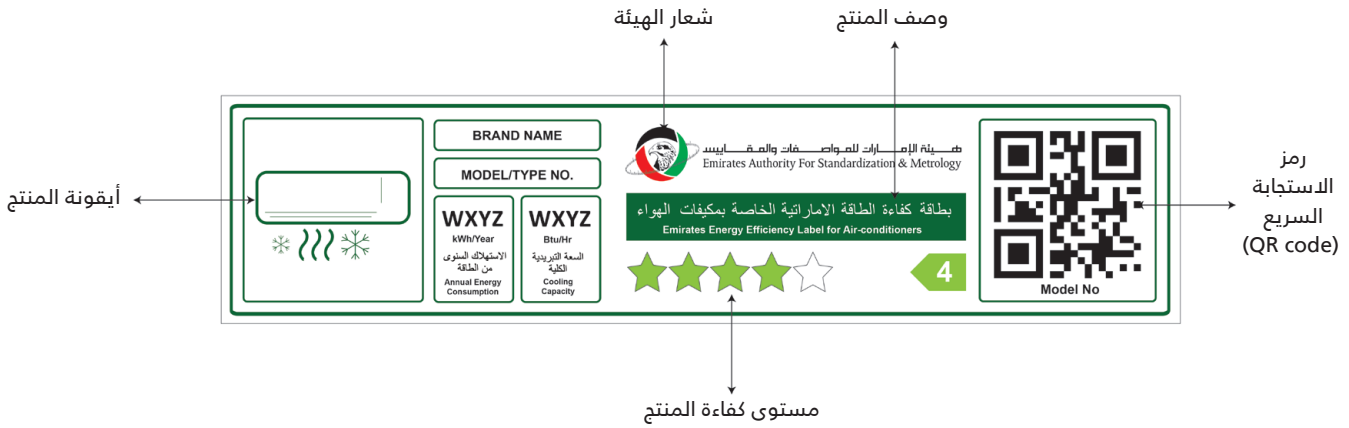 شعار الهيئة
وصف المنتج
أيقونة المنتج
BRAND NAME
MODEL/TYPE NO.
WXYZ
kWh/Year
الاستهلاك السنوى
من الطاقة
Annual Energy
Consumption
WXYZ
Btu/Hr
السعة التبريدية
الكلية
Cooling
Capacity
هيئة الإمارات للمواصفات والمقاييس
Emirates Authority For Standardization & Metrology
بطاقة كفاءة الطاقة الاماراتية الخاصة بمكيفات الهواء
Emirates Energy Efficiency Label for Air-conditioners
4
Model No
رمز
الاستجابة
السريع
(QR code)
مستوى كفاءة المنتج